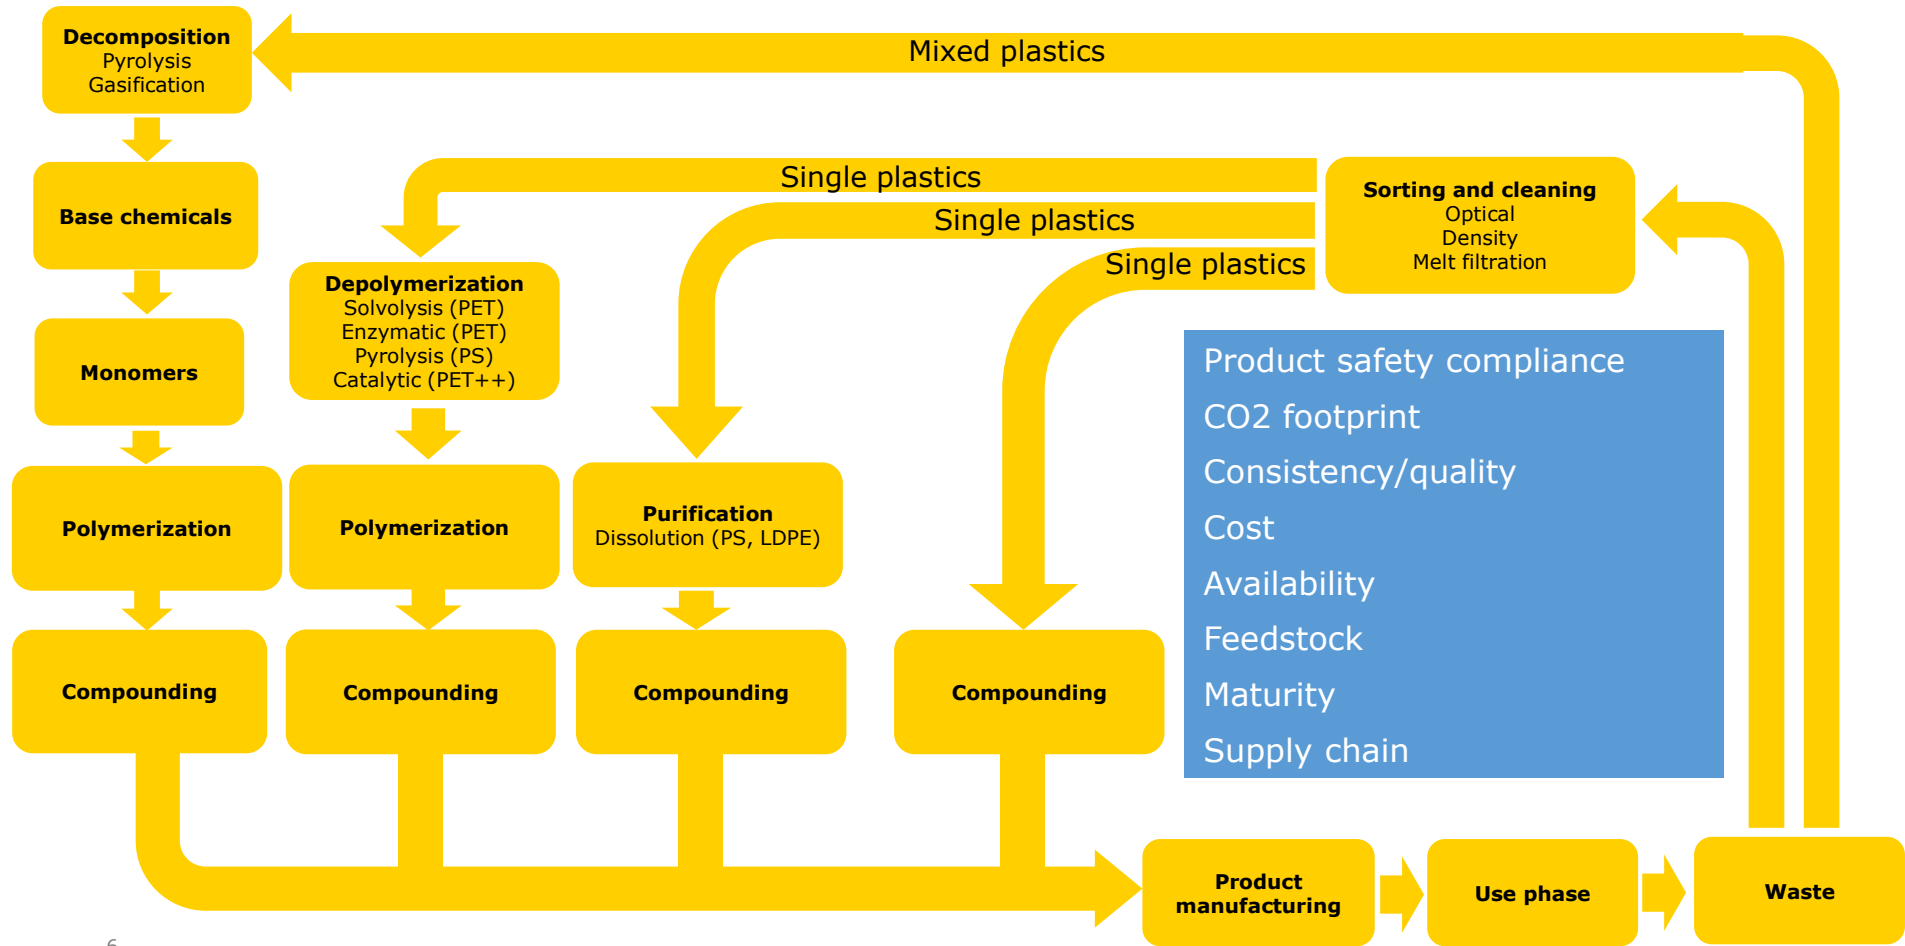 Decomposition
Pyrolysis
Gasification
Mixed plastics
Base chemicals
Monomers
Polymerization
Compounding
Single plastics
Depolymerization
Solvolysis (PET)
Enzymatic (PET)
Pyrolysis (PS)
Catalytic (PET++)
Polymerization
Compounding
Single plastics
Purification
Dissolution (PS, LDPE)
Compounding
Single plastics
Compounding
Sorting and cleaning
Optical
Density
Melt filtration
Product safety compliance
CO2 footprint
Consistency/quality
Cost
Availability
Feedstock
Maturity
Supply chain
Product
manufacturing
Use phase
Waste
6